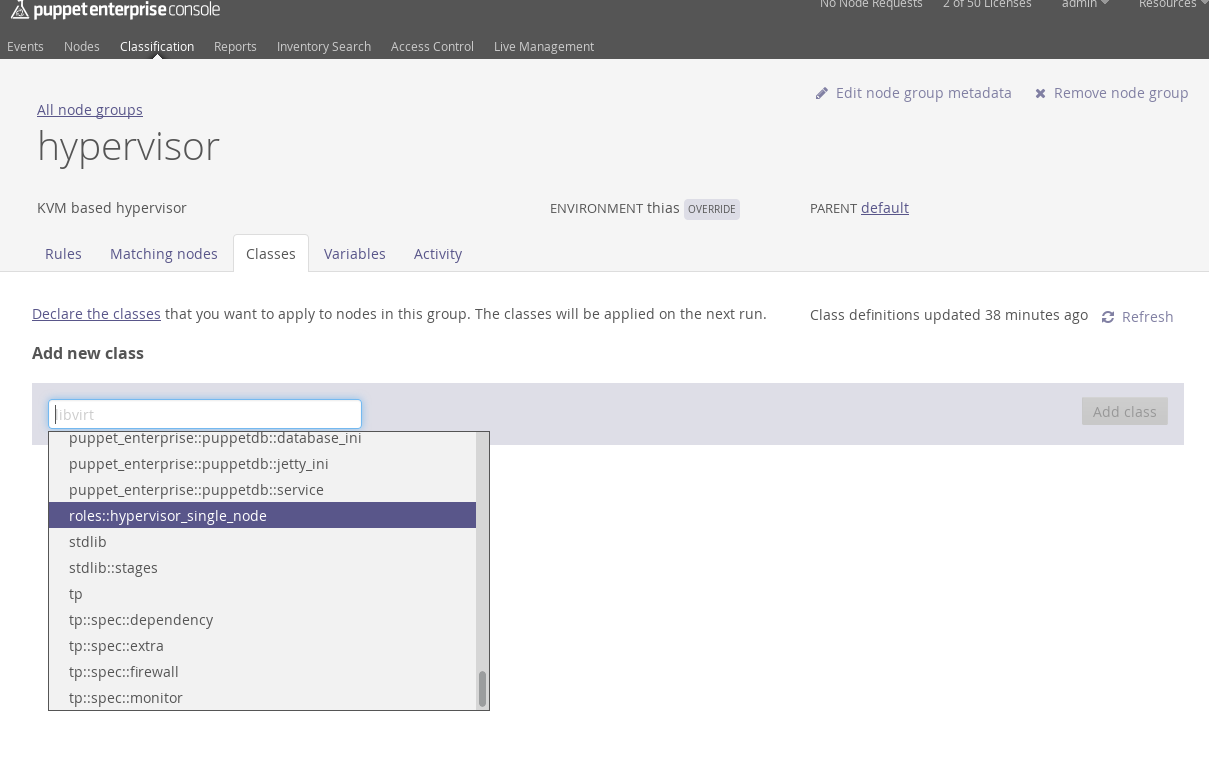 puppet enterprise console
No Node Requests 2 of 50 Licenses admin Resources
Events Nodes Classification Reports Inventory Search Access Control Live Management
Edit node group metadata Remove node group
All node groups
hypervisor
KVM based hypervisor ENVIRONMENT thias OVERRIDE PARENT default
Rules Matching nodes Classes Variables Activity
Declare the classes that you want to apply to nodes in this group. The classes will be applied on the next run. Class definitions updated 38 minutes ago Refresh
Add new class
libvirt Add class
puppet_enterprise::puppetdb::database_ini
puppet_enterprise::puppetdb::jetty_ini
puppet_enterprise::puppetdb::service
roles::hypervisor_single_node
stdlib
stdlib::stages
tp
tp::spec::dependency
tp::spec::extra
tp::spec::firewall
tp::spec::monitor